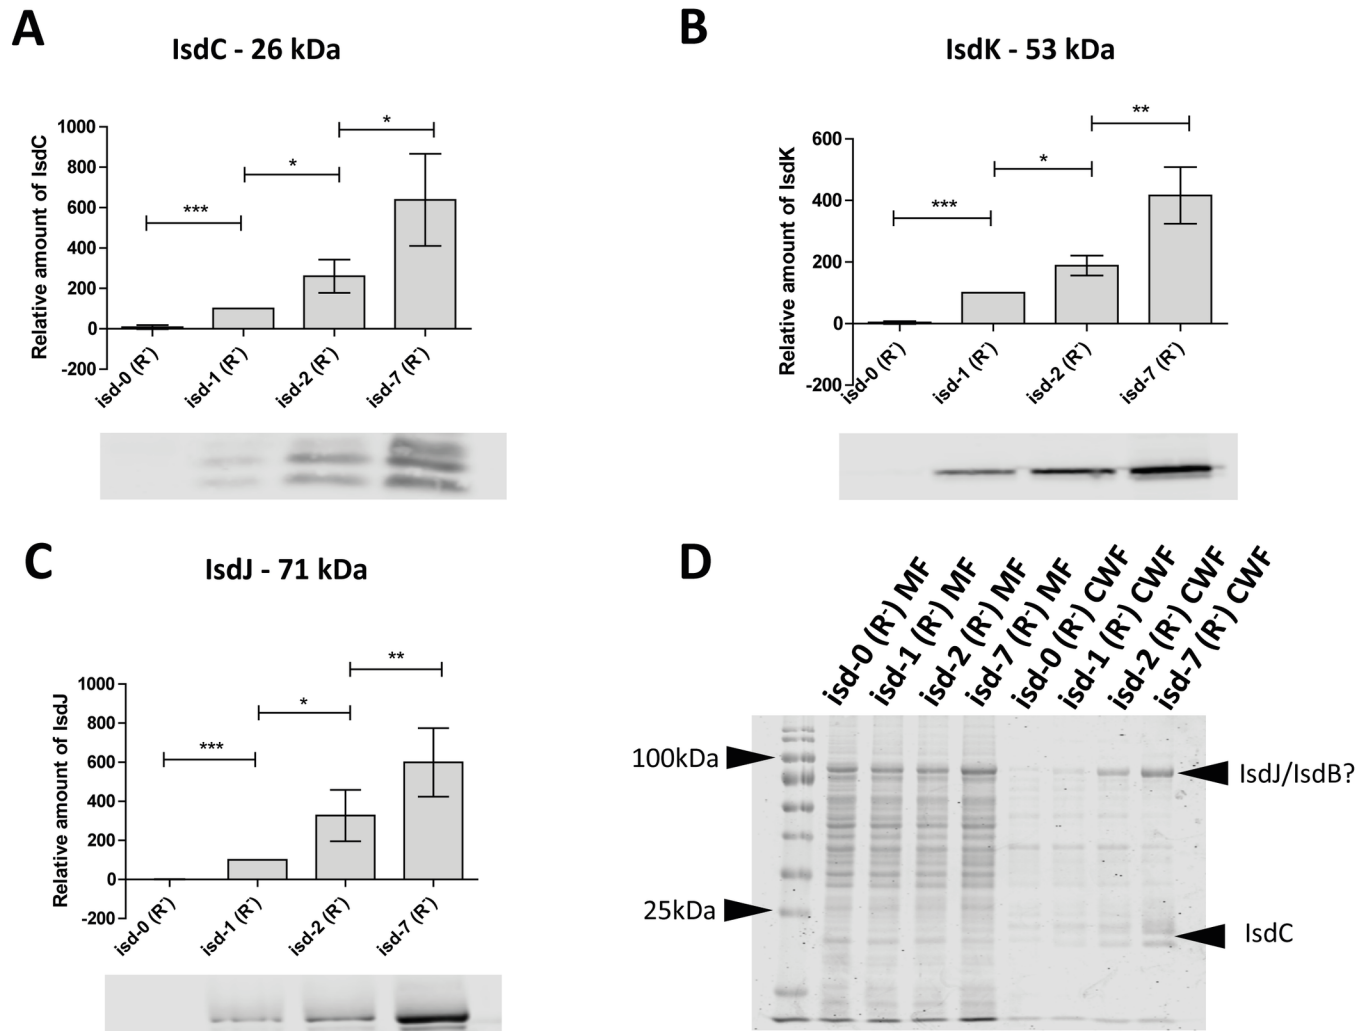 A
IsdC - 26 kDa
Relative amount of IsdC
1000
800
600
400
200
0
-200
***
*
*
isd-0 (R⁻)
isd-1 (R⁻)
isd-2 (R⁻)
isd-7 (R⁻)
B
IsdK - 53 kDa
Relative amount of IsdK
600
400
200
0
-200
***
*
**
isd-0 (R⁻)
isd-1 (R⁻)
isd-2 (R⁻)
isd-7 (R⁻)
C
IsdJ - 71 kDa
Relative amount of IsdJ
1000
800
600
400
200
0
-200
***
*
**
isd-0 (R⁻)
isd-1 (R⁻)
isd-2 (R⁻)
isd-7 (R⁻)
D
isd-0 (R⁻) MF
isd-1 (R⁻) MF
isd-2 (R⁻) MF
isd-7 (R⁻) MF
isd-0 (R⁻) CWF
isd-1 (R⁻) CWF
isd-2 (R⁻) CWF
isd-7 (R⁻) CWF
100kDa
25kDa
IsdJ/IsdB?
IsdC